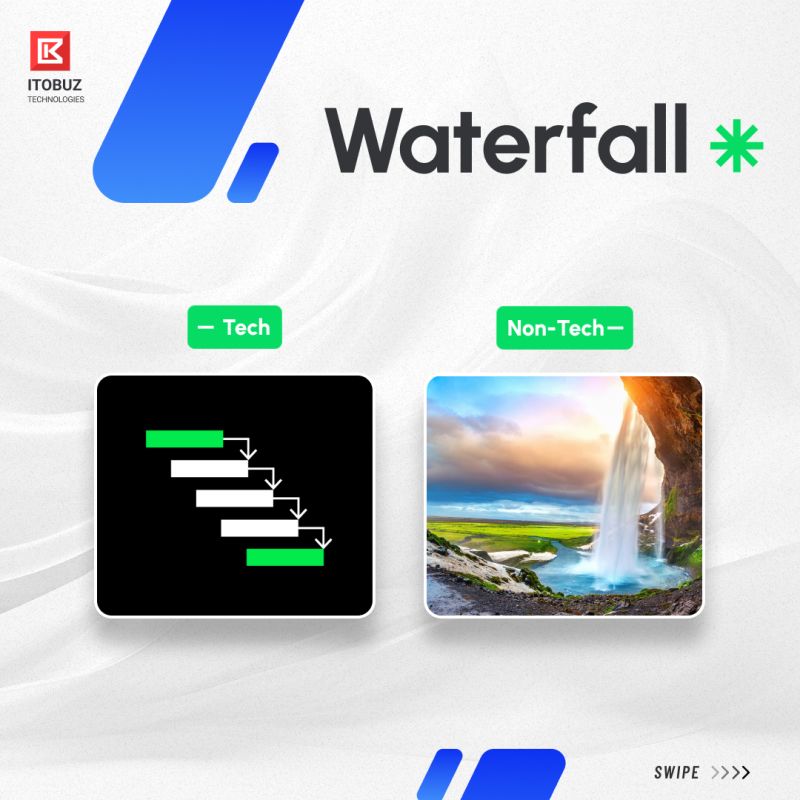 ITOBUZ
TECHNOLOGIES
Waterfall
— Tech
Non-Tech—
SWIPE